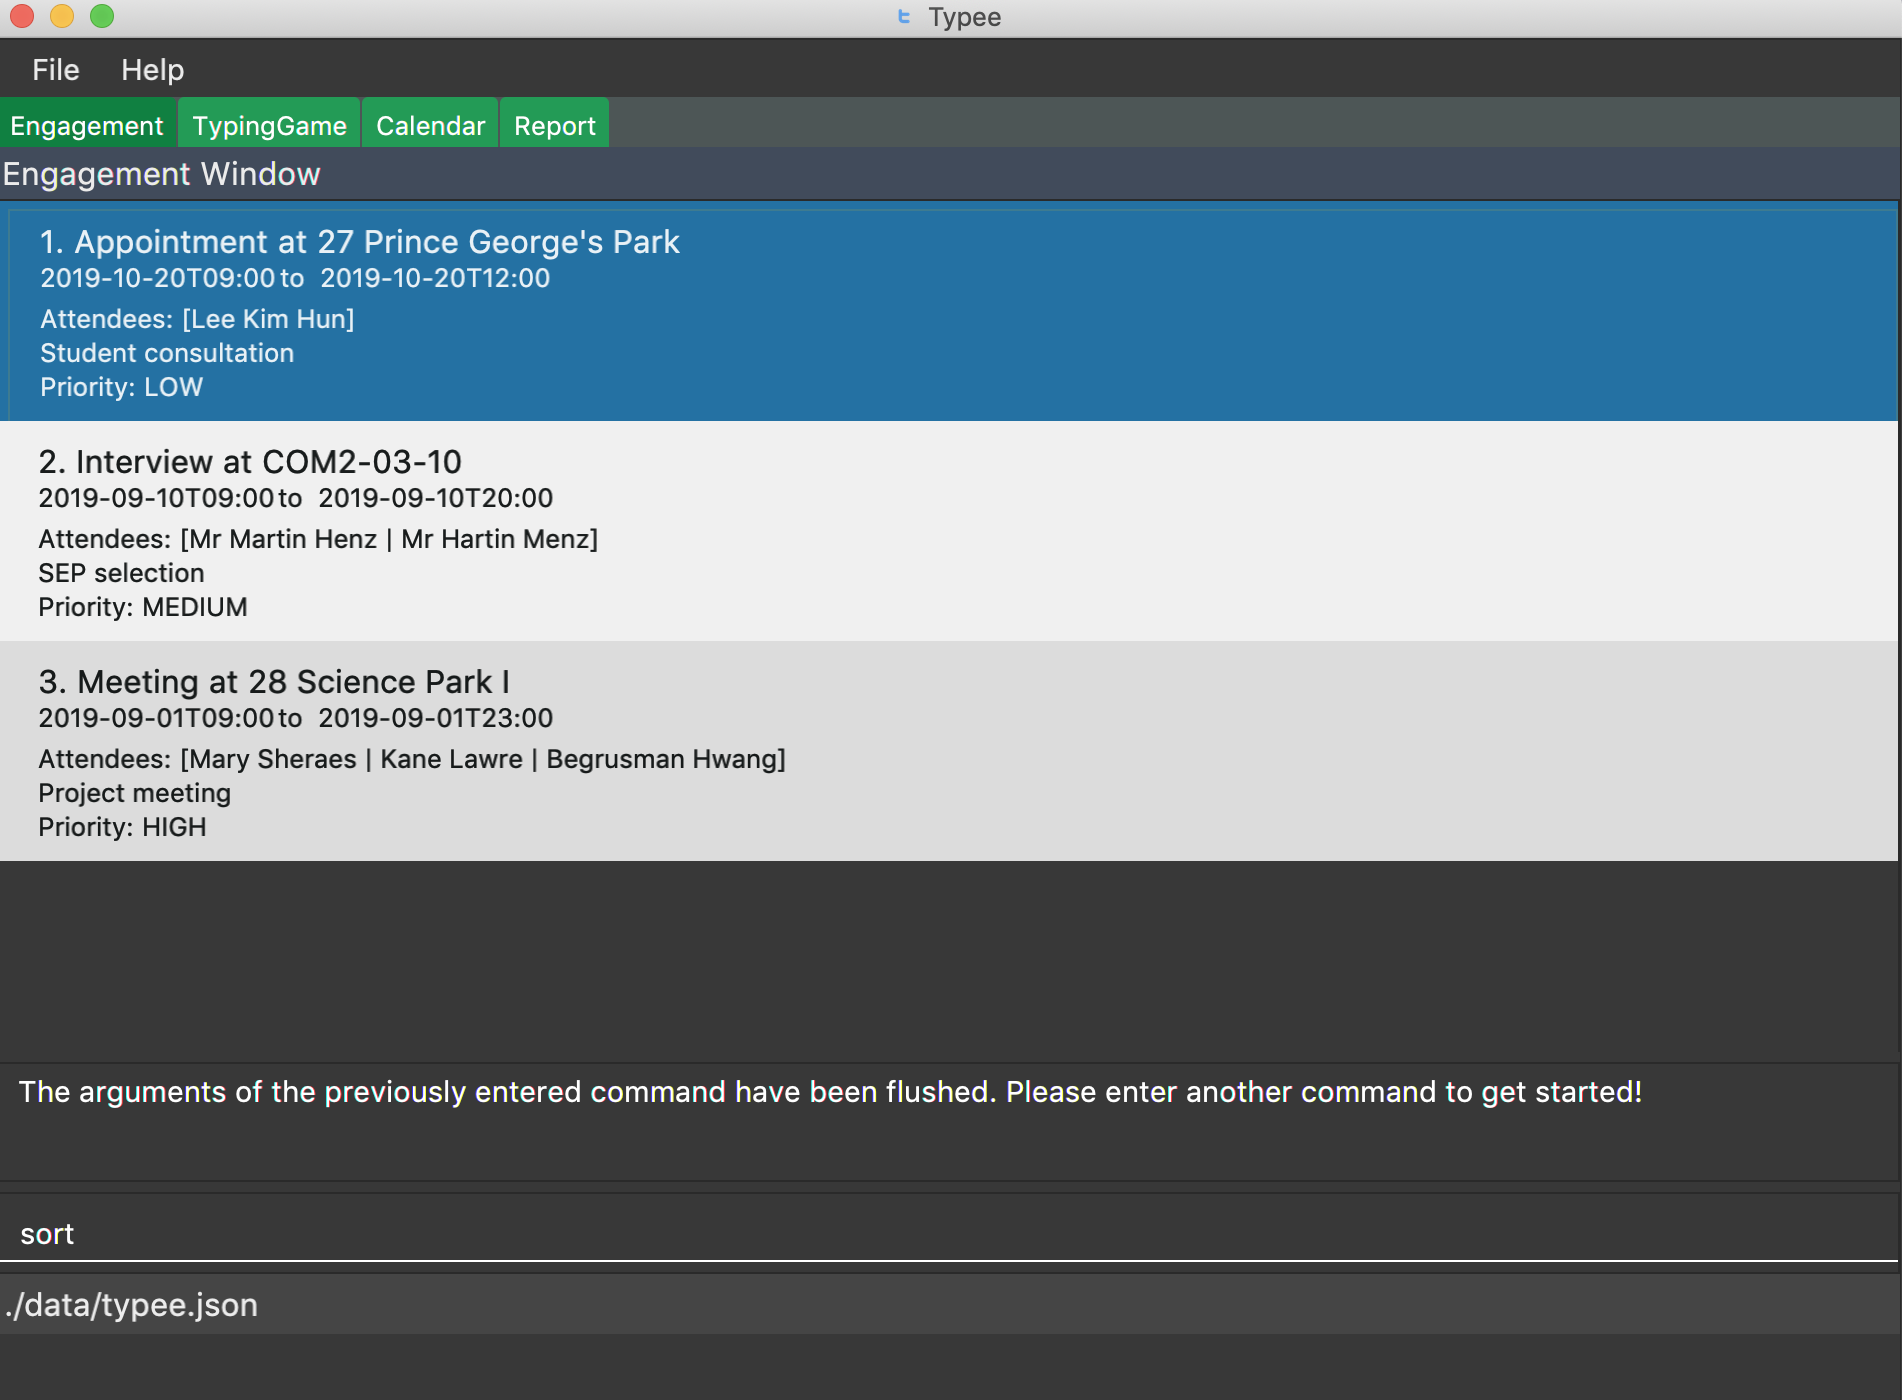 Typee
File Help
Engagement TypingGame Calendar Report
Engagement Window
1. Appointment at 27 Prince George's Park
2019-10-20T09:00 to 2019-10-20T12:00
Attendees: [Lee Kim Hun]
Student consultation
Priority: LOW
2. Interview at COM2-03-10
2019-09-10T09:00 to 2019-09-10T20:00
Attendees: [Mr Martin Henz | Mr Hartin Menz]
SEP selection
Priority: MEDIUM
3. Meeting at 28 Science Park I
2019-09-01T09:00 to 2019-09-01T23:00
Attendees: [Mary Sheraes | Kane Lawre | Begrusman Hwang]
Project meeting
Priority: HIGH
The arguments of the previously entered command have been flushed. Please enter another command to get started!
sort
./data/typee.json